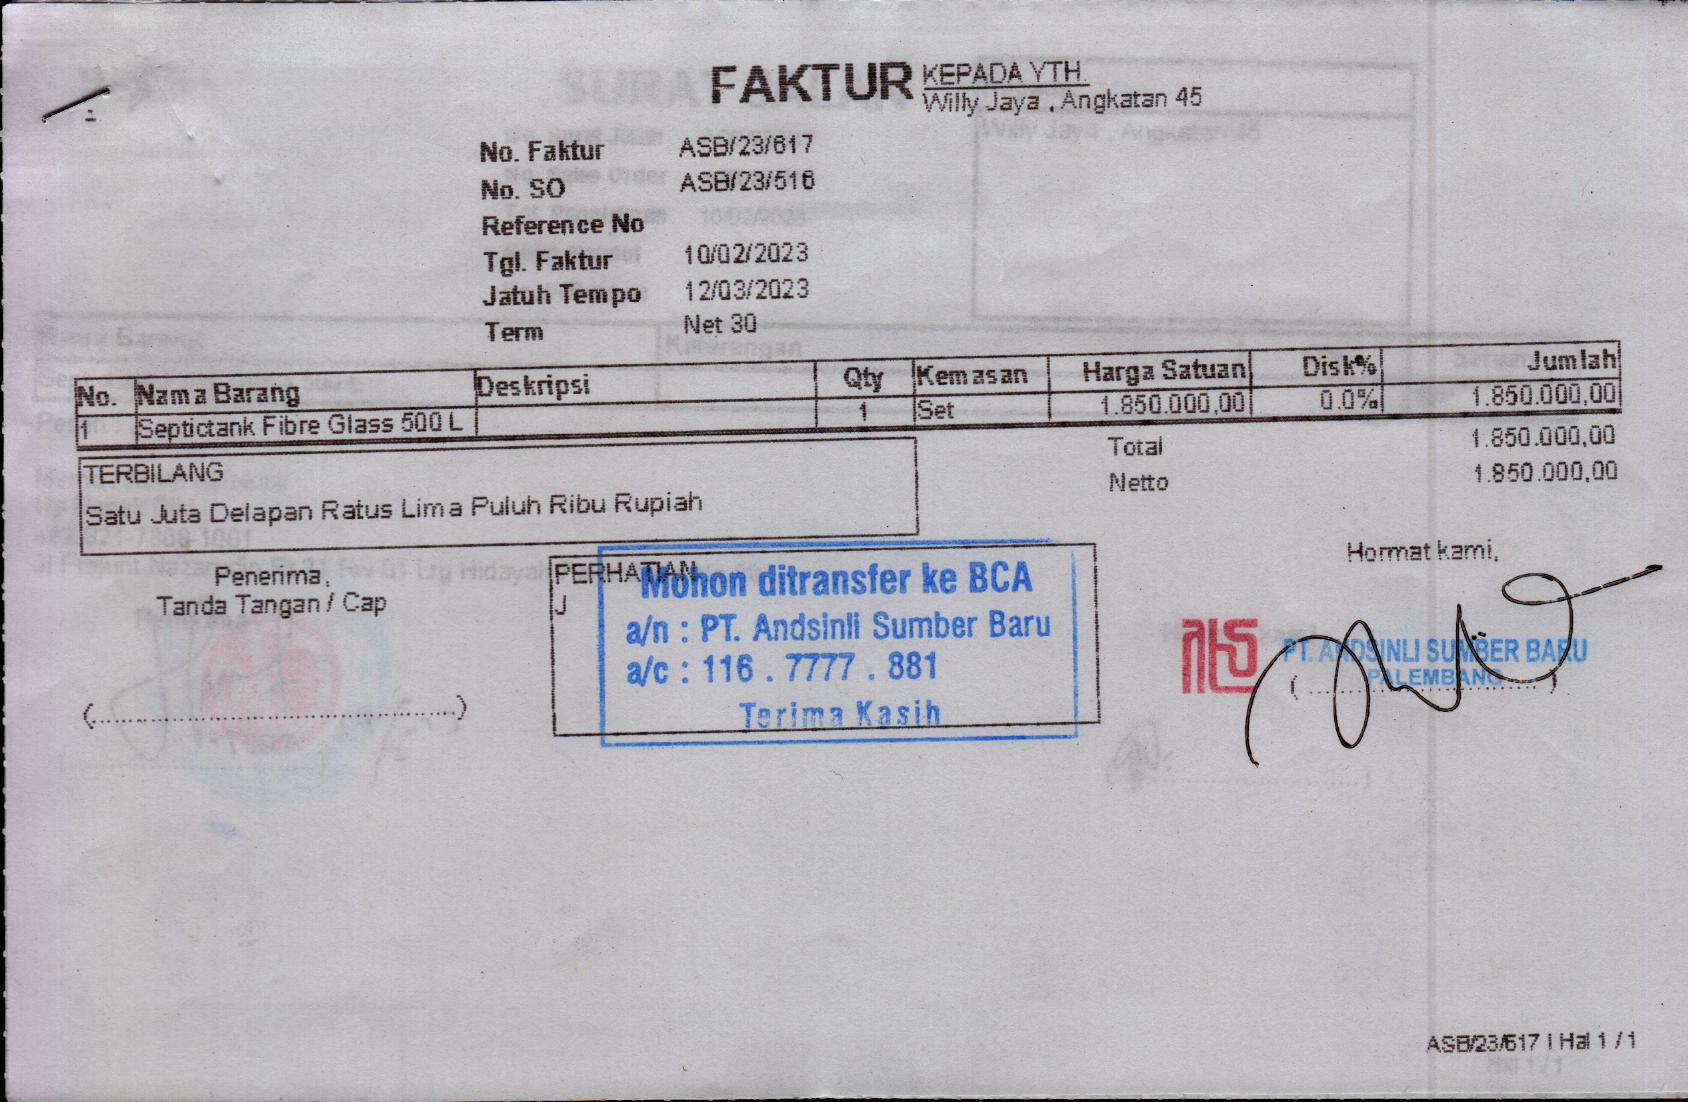 FAKTUR
KEPADA YTH.
Willy Jaya , Angkatan 45
No. Faktur ASB/23/617
No. SO ASB/23/516
Reference No
Tgl. Faktur 10/02/2023
Jatuh Tempo 12/03/2023
Term Net 30
No. Nama Barang Deskripsi Qty Kemasan Harga Satuan Disk% Jumlah
1 Septictank Fibre Glass 500 L 1 Set 1.850.000,00 0.0% 1.850.000,00
Total 1.850.000,00
Netto 1.850.000,00
TERBILANG
Satu Juta Delapan Ratus Lima Puluh Ribu Rupiah
Penerima,
Tanda Tangan / Cap
(........................................................)
PERHATIAN
J
Mohon ditransfer ke BCA
a/n : PT. Andsinli Sumber Baru
a/c : 116 . 7777 . 881
Terima Kasih
Hormat kami,
PT. ANDSINLI SUMBER BARU
PALEMBANG
ASB/23/617 | Hal 1 / 1